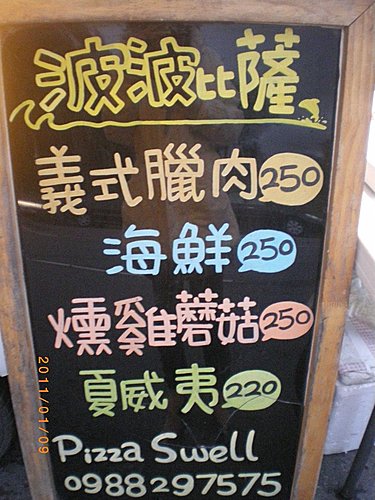 波波比薩
義式臘肉 250
海鮮 250
燻雞蘑菇 250
夏威夷 220
Pizza Swell
0988297575
2011/01/09